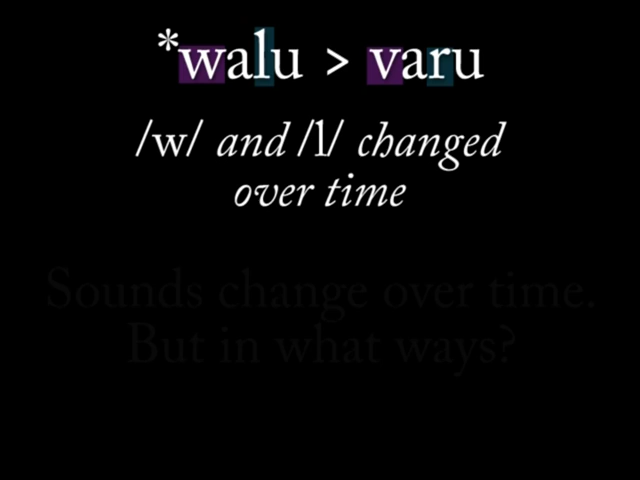 *walu > varu
/w/ and /l/ changed
over time
Sounds change over time.
But in what ways?